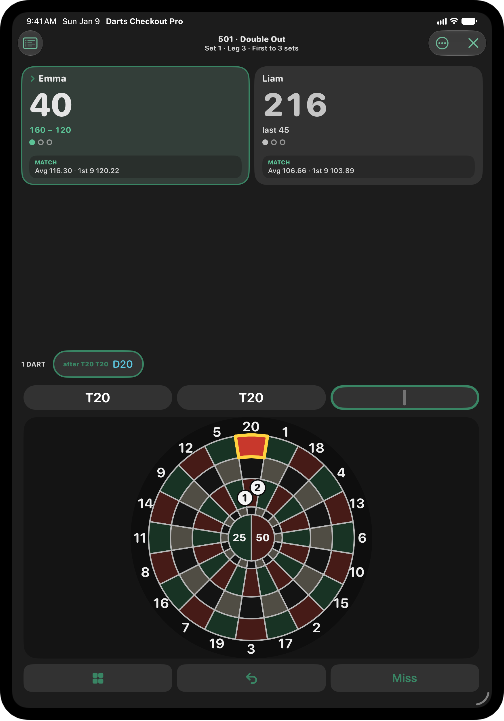 9:41 AM Sun Jan 9 Darts Checkout Pro
501 · Double Out
Set 1 · Leg 3 · First to 3 sets
Emma
40
160 – 120
MATCH
Avg 116.30 · 1st 9 120.22
Liam
216
last 45
MATCH
Avg 106.66 · 1st 9 103.89
1 DART after T20 T20 D20
T20 T20
20
1
18
4
13
6
10
15
2
17
3
19
7
16
8
11
14
9
12
5
1
2
25 50
Miss